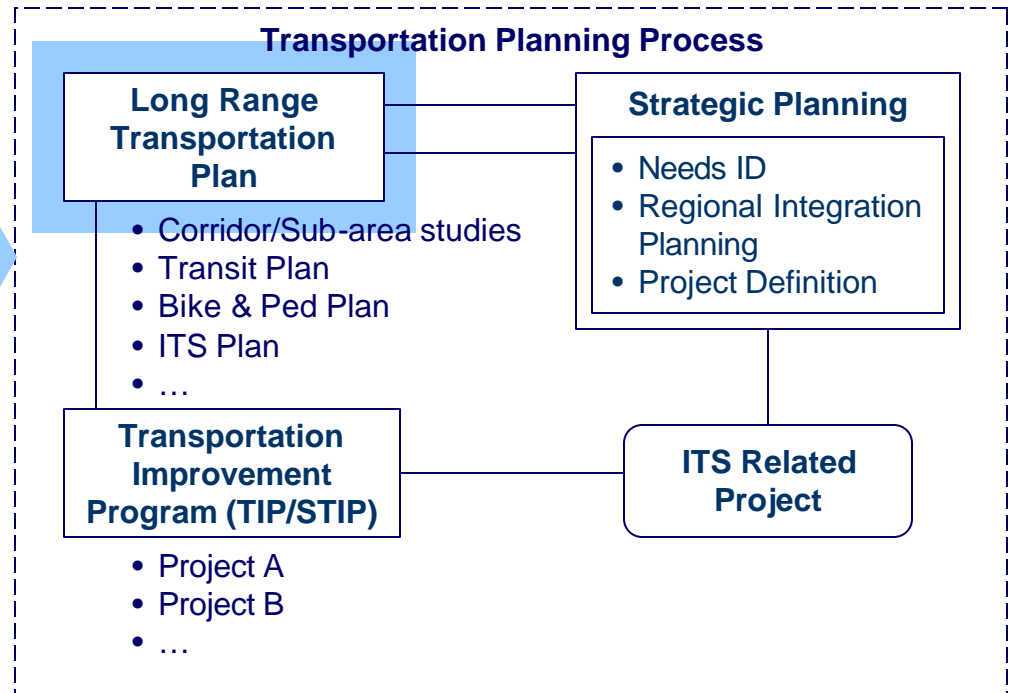 Transportation Planning Process
Long Range
Transportation
Plan
• Corridor/Sub-area studies
• Transit Plan
• Bike & Ped Plan
• ITS Plan
• …
Strategic Planning
• Needs ID
• Regional Integration
Planning
• Project Definition
Transportation
Improvement
Program (TIP/STIP)
• Project A
• Project B
• …
ITS Related
Project